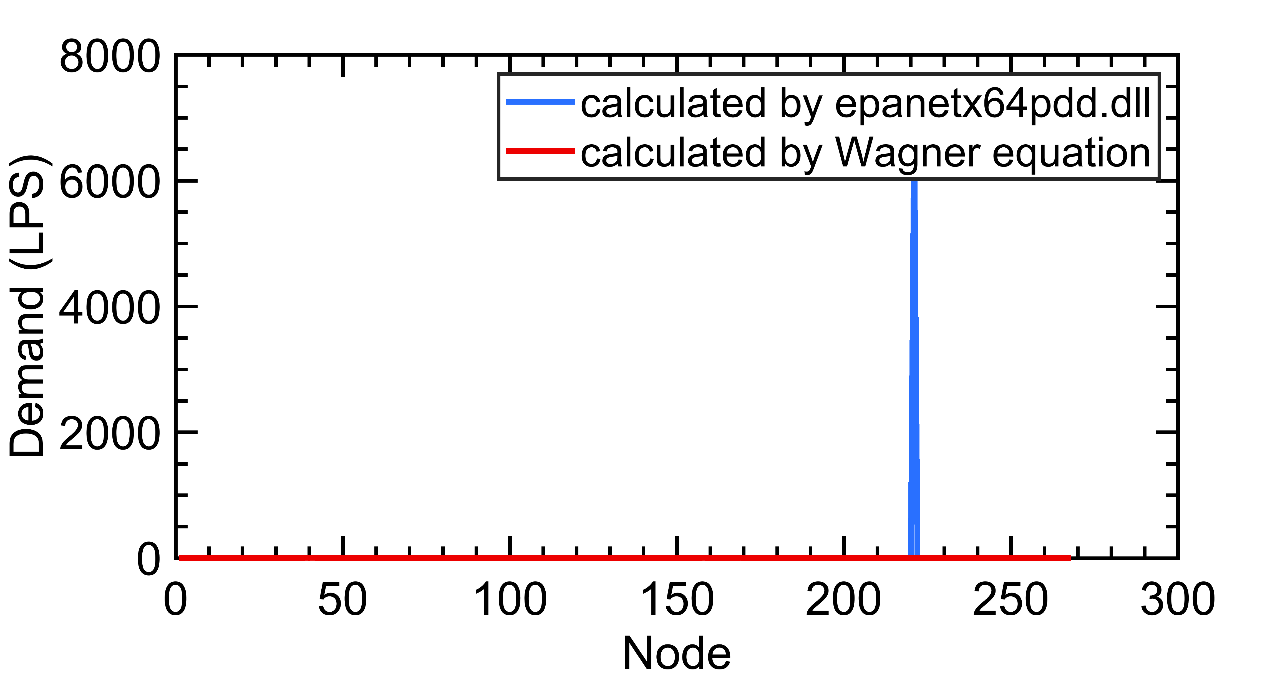 8000
6000
4000
2000
0
Demand (LPS)
calculated by epanetx64pdd.dll
calculated by Wagner equation
0 50 100 150 200 250 300
Node